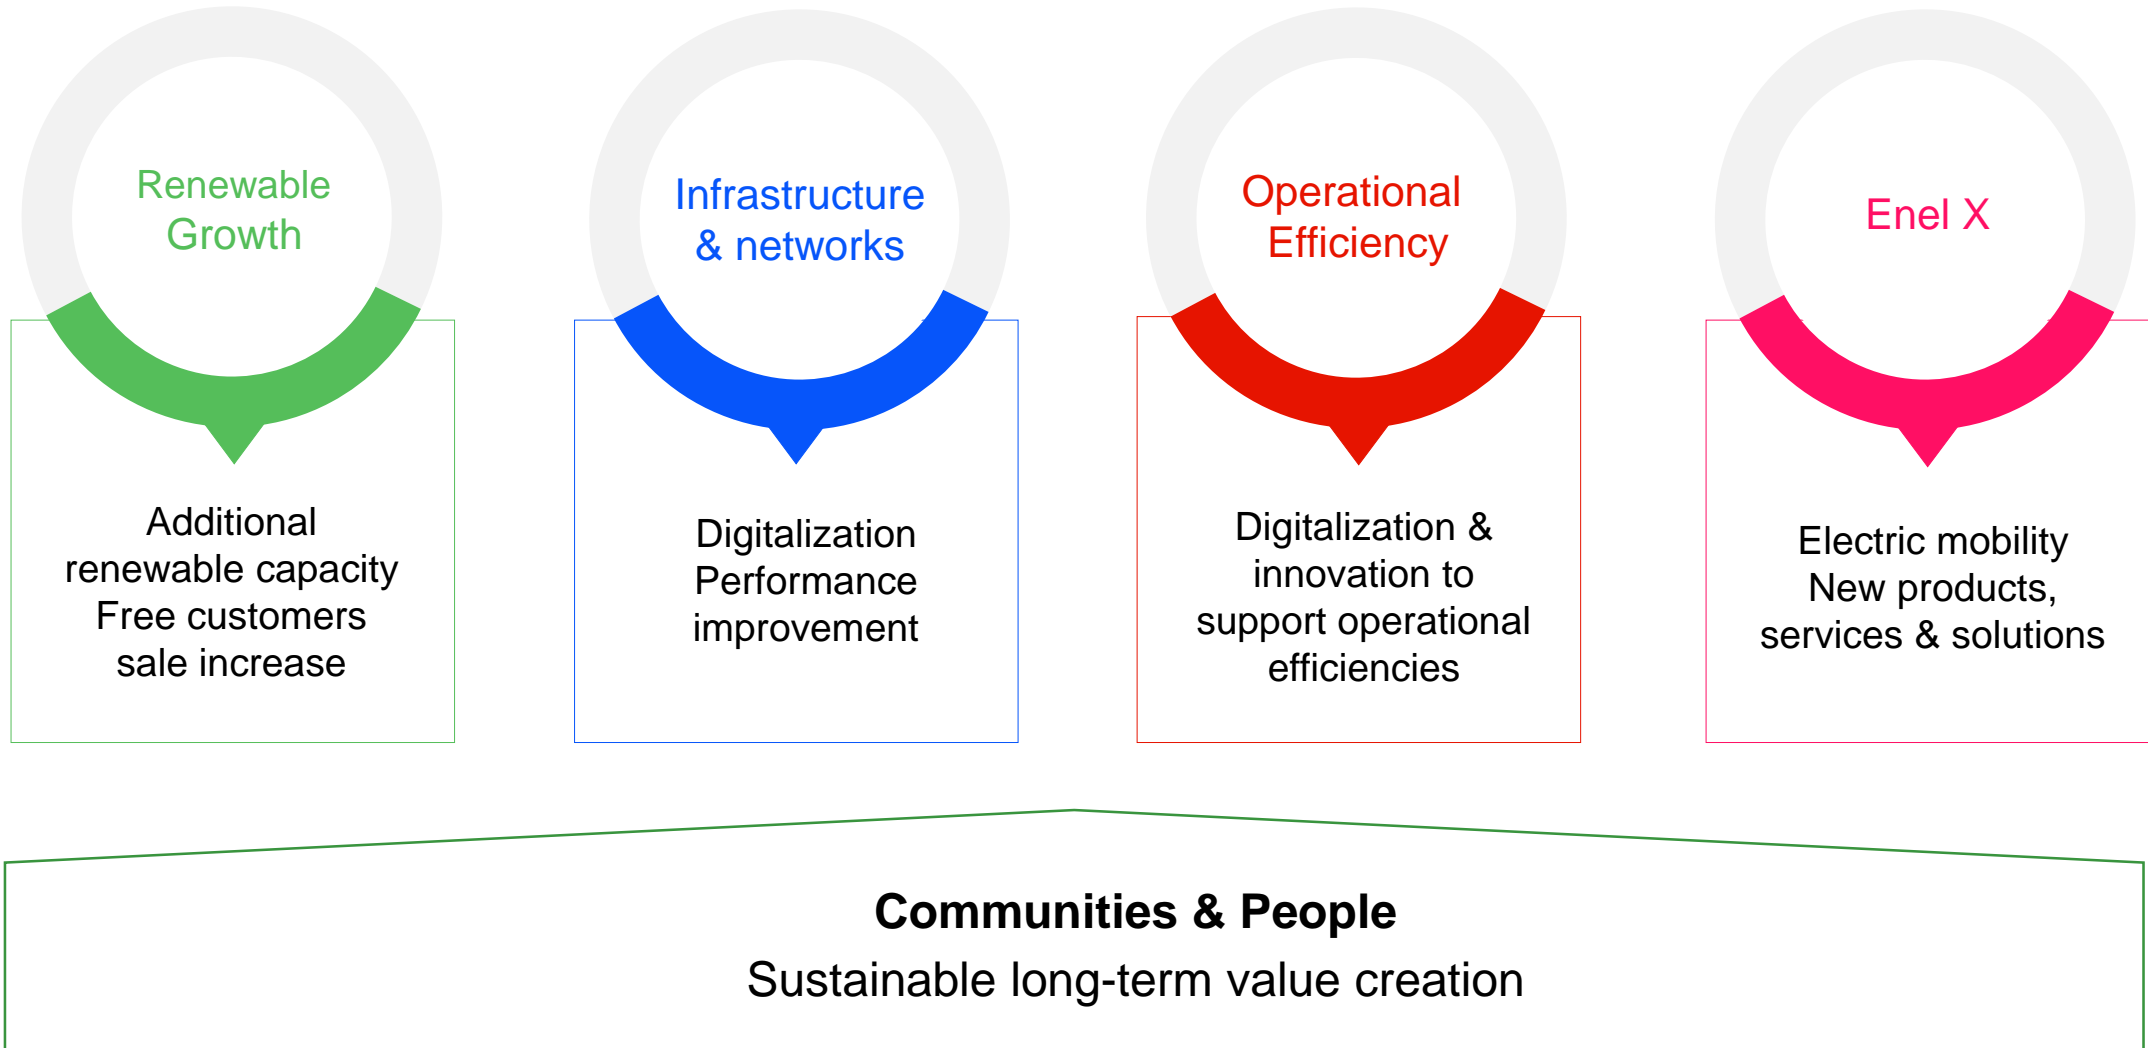 Renewable
Growth
Additional
renewable capacity
Free customers
sale increase
Infrastructure
& networks
Digitalization
Performance
improvement
Operational
Efficiency
Digitalization &
innovation to
support operational
efficiencies
Enel X
Electric mobility
New products,
services & solutions
Communities & People
Sustainable long-term value creation